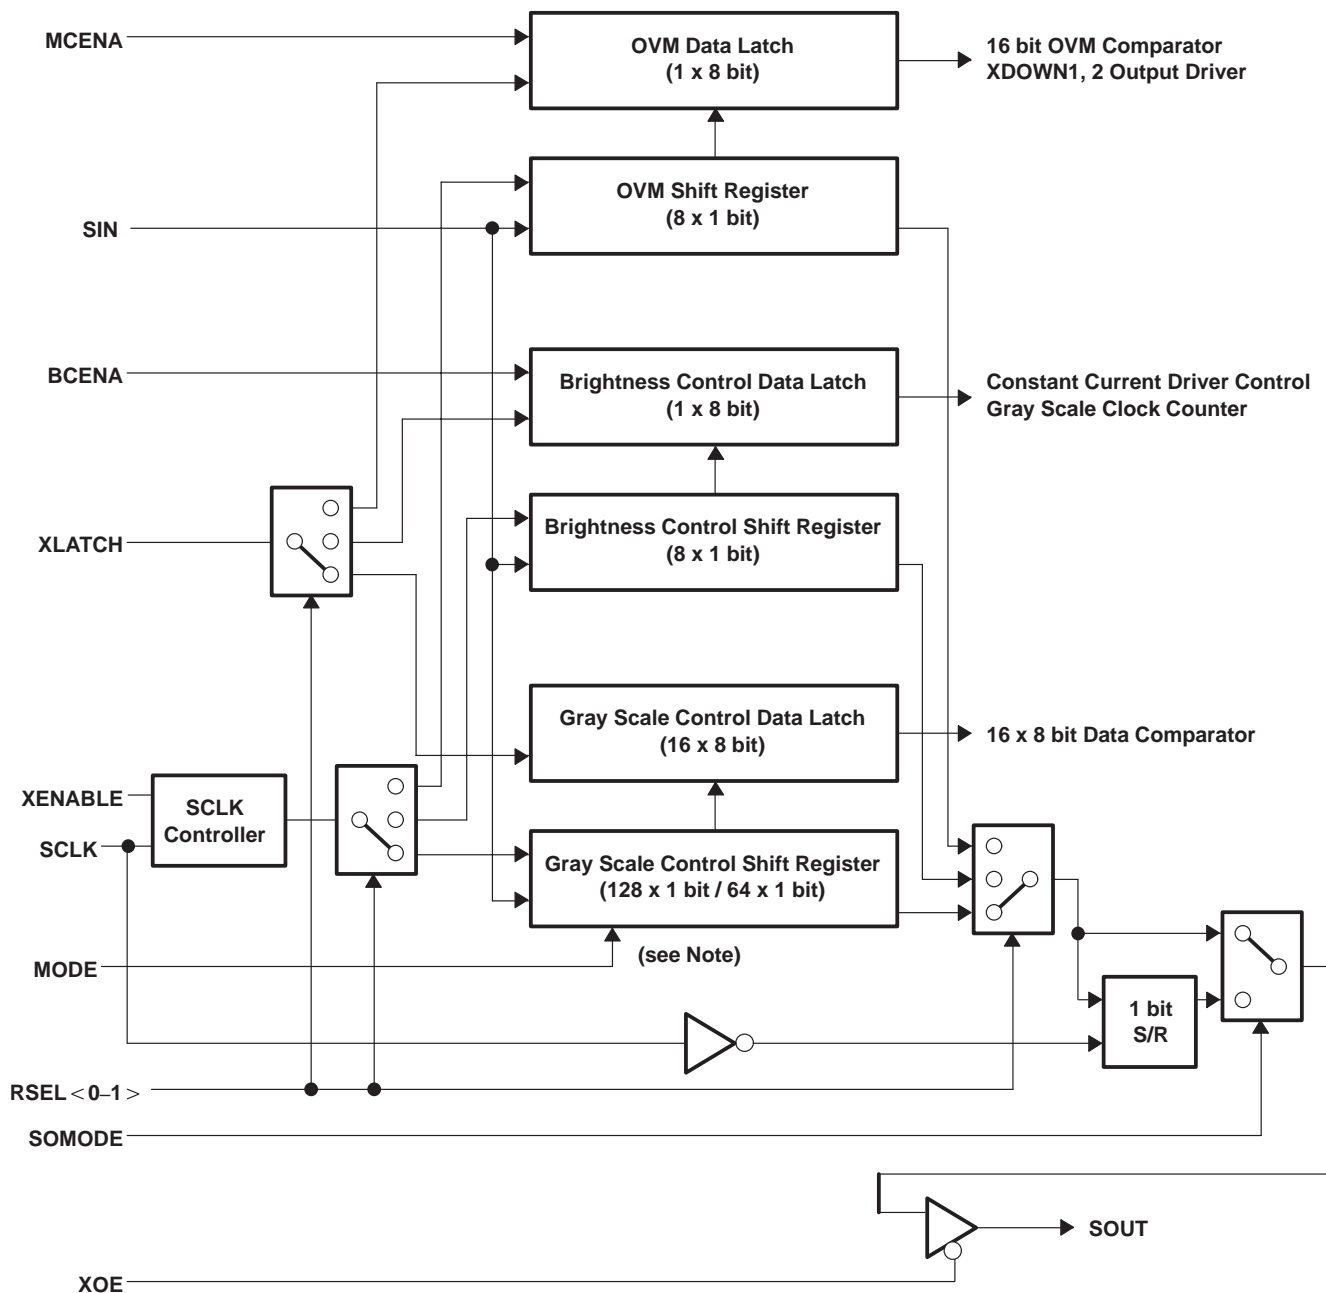 MCENA
OVM Data Latch
(1 x 8 bit)
16 bit OVM Comparator
XDOWN1, 2 Output Driver
OVM Shift Register
(8 x 1 bit)
SIN
BCENA
Brightness Control Data Latch
(1 x 8 bit)
Constant Current Driver Control
Gray Scale Clock Counter
XLATCH
Brightness Control Shift Register
(8 x 1 bit)
Gray Scale Control Data Latch
(16 x 8 bit)
16 x 8 bit Data Comparator
XENABLE
SCLK
SCLK
Controller
Gray Scale Control Shift Register
(128 x 1 bit / 64 x 1 bit)
MODE
(see Note)
1 bit
S/R
RSEL<0–1>
SOMODE
SOUT
XOE